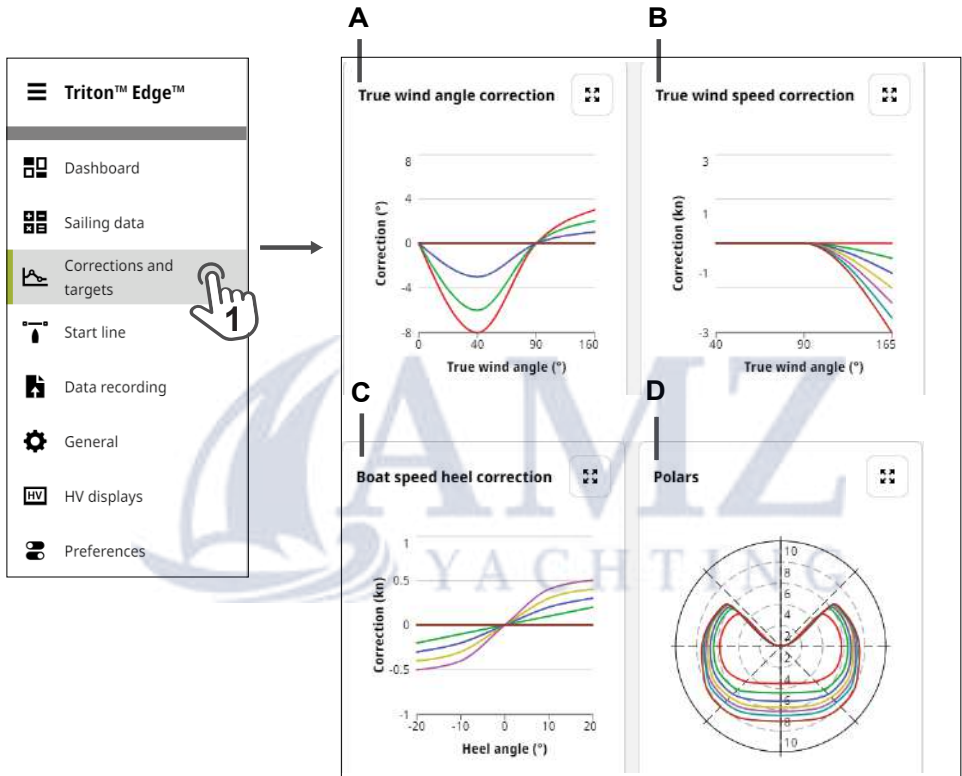 A
B
Triton™ Edge™
Dashboard
Sailing data
Corrections and
targets
1
Start line
Data recording
General
HV
HV displays
Preferences
True wind angle correction
8
4
0
-4
-8
Correction (°)
0 40 90 160
True wind angle (°)
True wind speed correction
3
1
-1
-3
Correction (kn)
40 90 165
True wind angle (°)
C
D
Boat speed heel correction
1
0.5
0
-0.5
-1
Correction (kn)
-20 -10 0 10 20
Heel angle (°)
Polars
10
8
6
4
2
2
4
6
8
10
AMZ
YACHTING